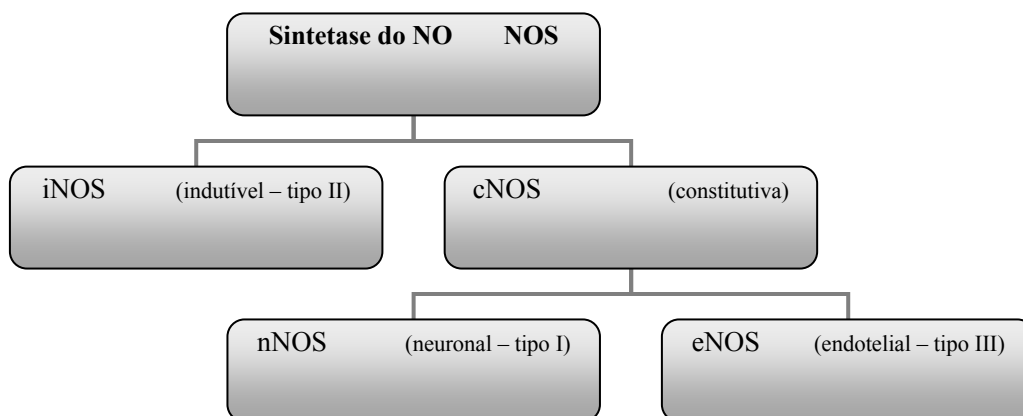 Sintetase do NO NOS
iNOS (indutível – tipo II)
cNOS (constitutiva)
nNOS (neuronal – tipo I)
eNOS (endotelial – tipo III)